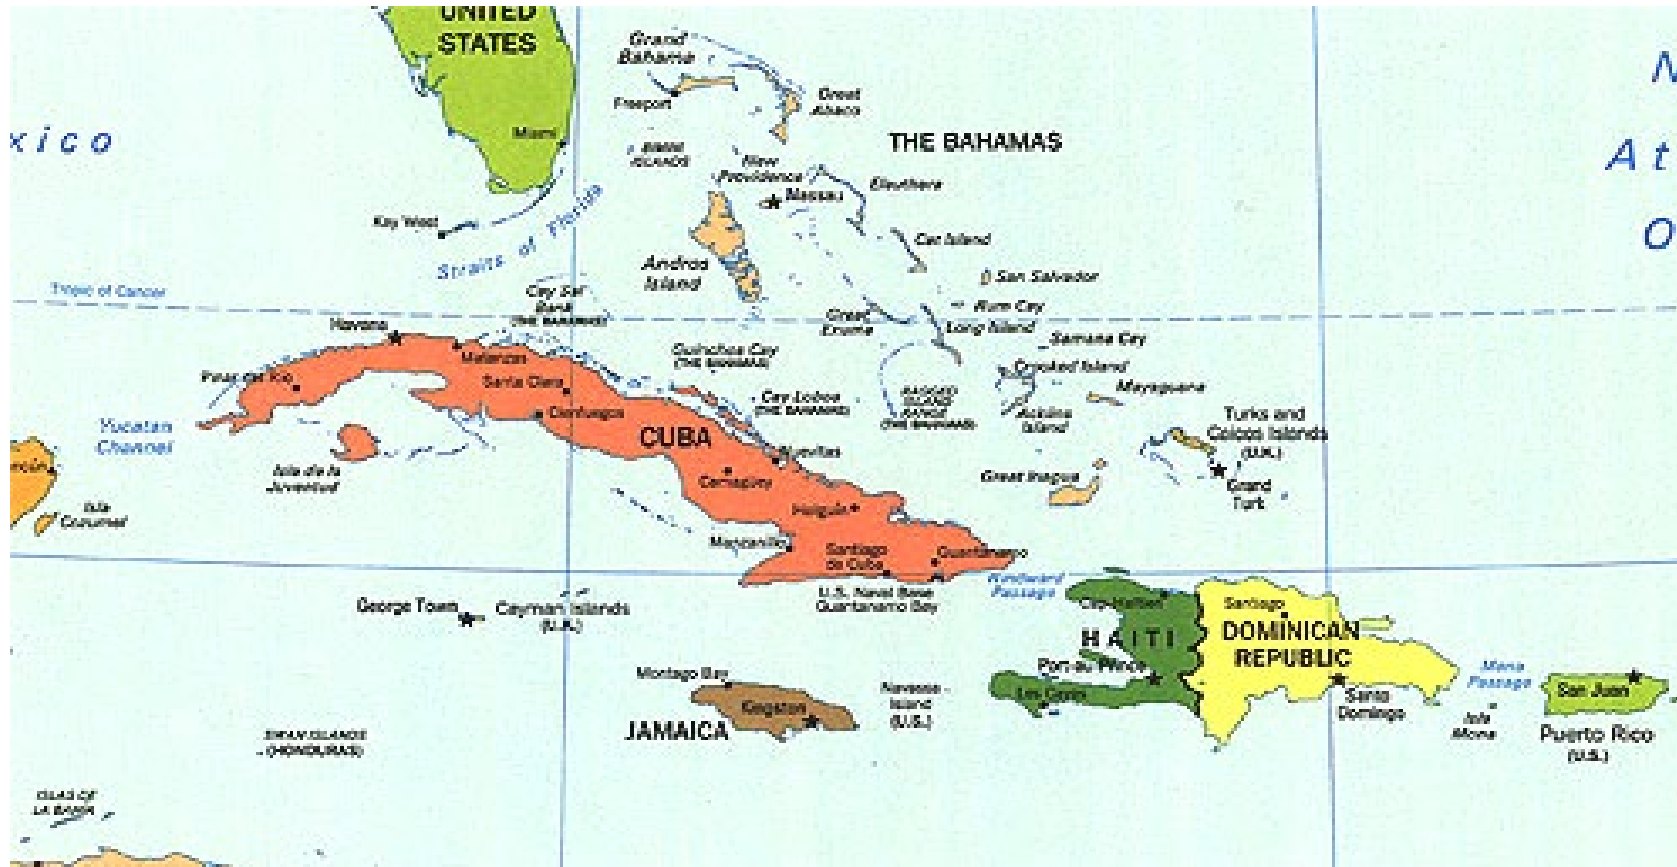 UNITED
STATES
Miami
Key West
Straits of Florida
Grand
Bahama
Freeport
Great
Abaco
BIMINI
ISLANDS
THE BAHAMAS
New
Providence
Nassau
Eleuthera
Cat Island
San Salvador
Rum Cay
Long Island
Great
Exuma
Samana Cay
Crooked Island
Mayaguana
Acklins
Island
RAGGED
ISLAND
RANGE
(THE BAHAMAS)
Andros
Island
Cay Sal
Bank
(THE BAHAMAS)
Guinchos Cay
(THE BAHAMAS)
Cay Lobos
(THE BAHAMAS)
xico
N
At
O
Tropic of Cancer
Havana
Matanzas
Pinar del Rio
Santa Clara
Cienfuegos
CUBA
Nuevitas
Camaguey
Holguin
Manzanillo
Santiago
de Cuba
Guantanamo
U.S. Naval Base
Guantanamo Bay
Yucatan
Channel
Isla de la
Juventud
Isla
Cozumel
Turks and
Caicos Islands
(U.K.)
Grand
Turk
Great Inagua
Windward
Passage
George Town
Cayman Islands
(U.K.)
Montego Bay
Kingston
JAMAICA
Navassa
Island
(U.S.)
Cap-Haitien
HAITI
Port-au-Prince
Les Cayes
Santiago
DOMINICAN
REPUBLIC
Santo
Domingo
Mona
Passage
Isla
Mona
San Juan
Puerto Rico
(U.S.)
SWAN ISLANDS
(HONDURAS)
ISLAS DE
LA BAHIA